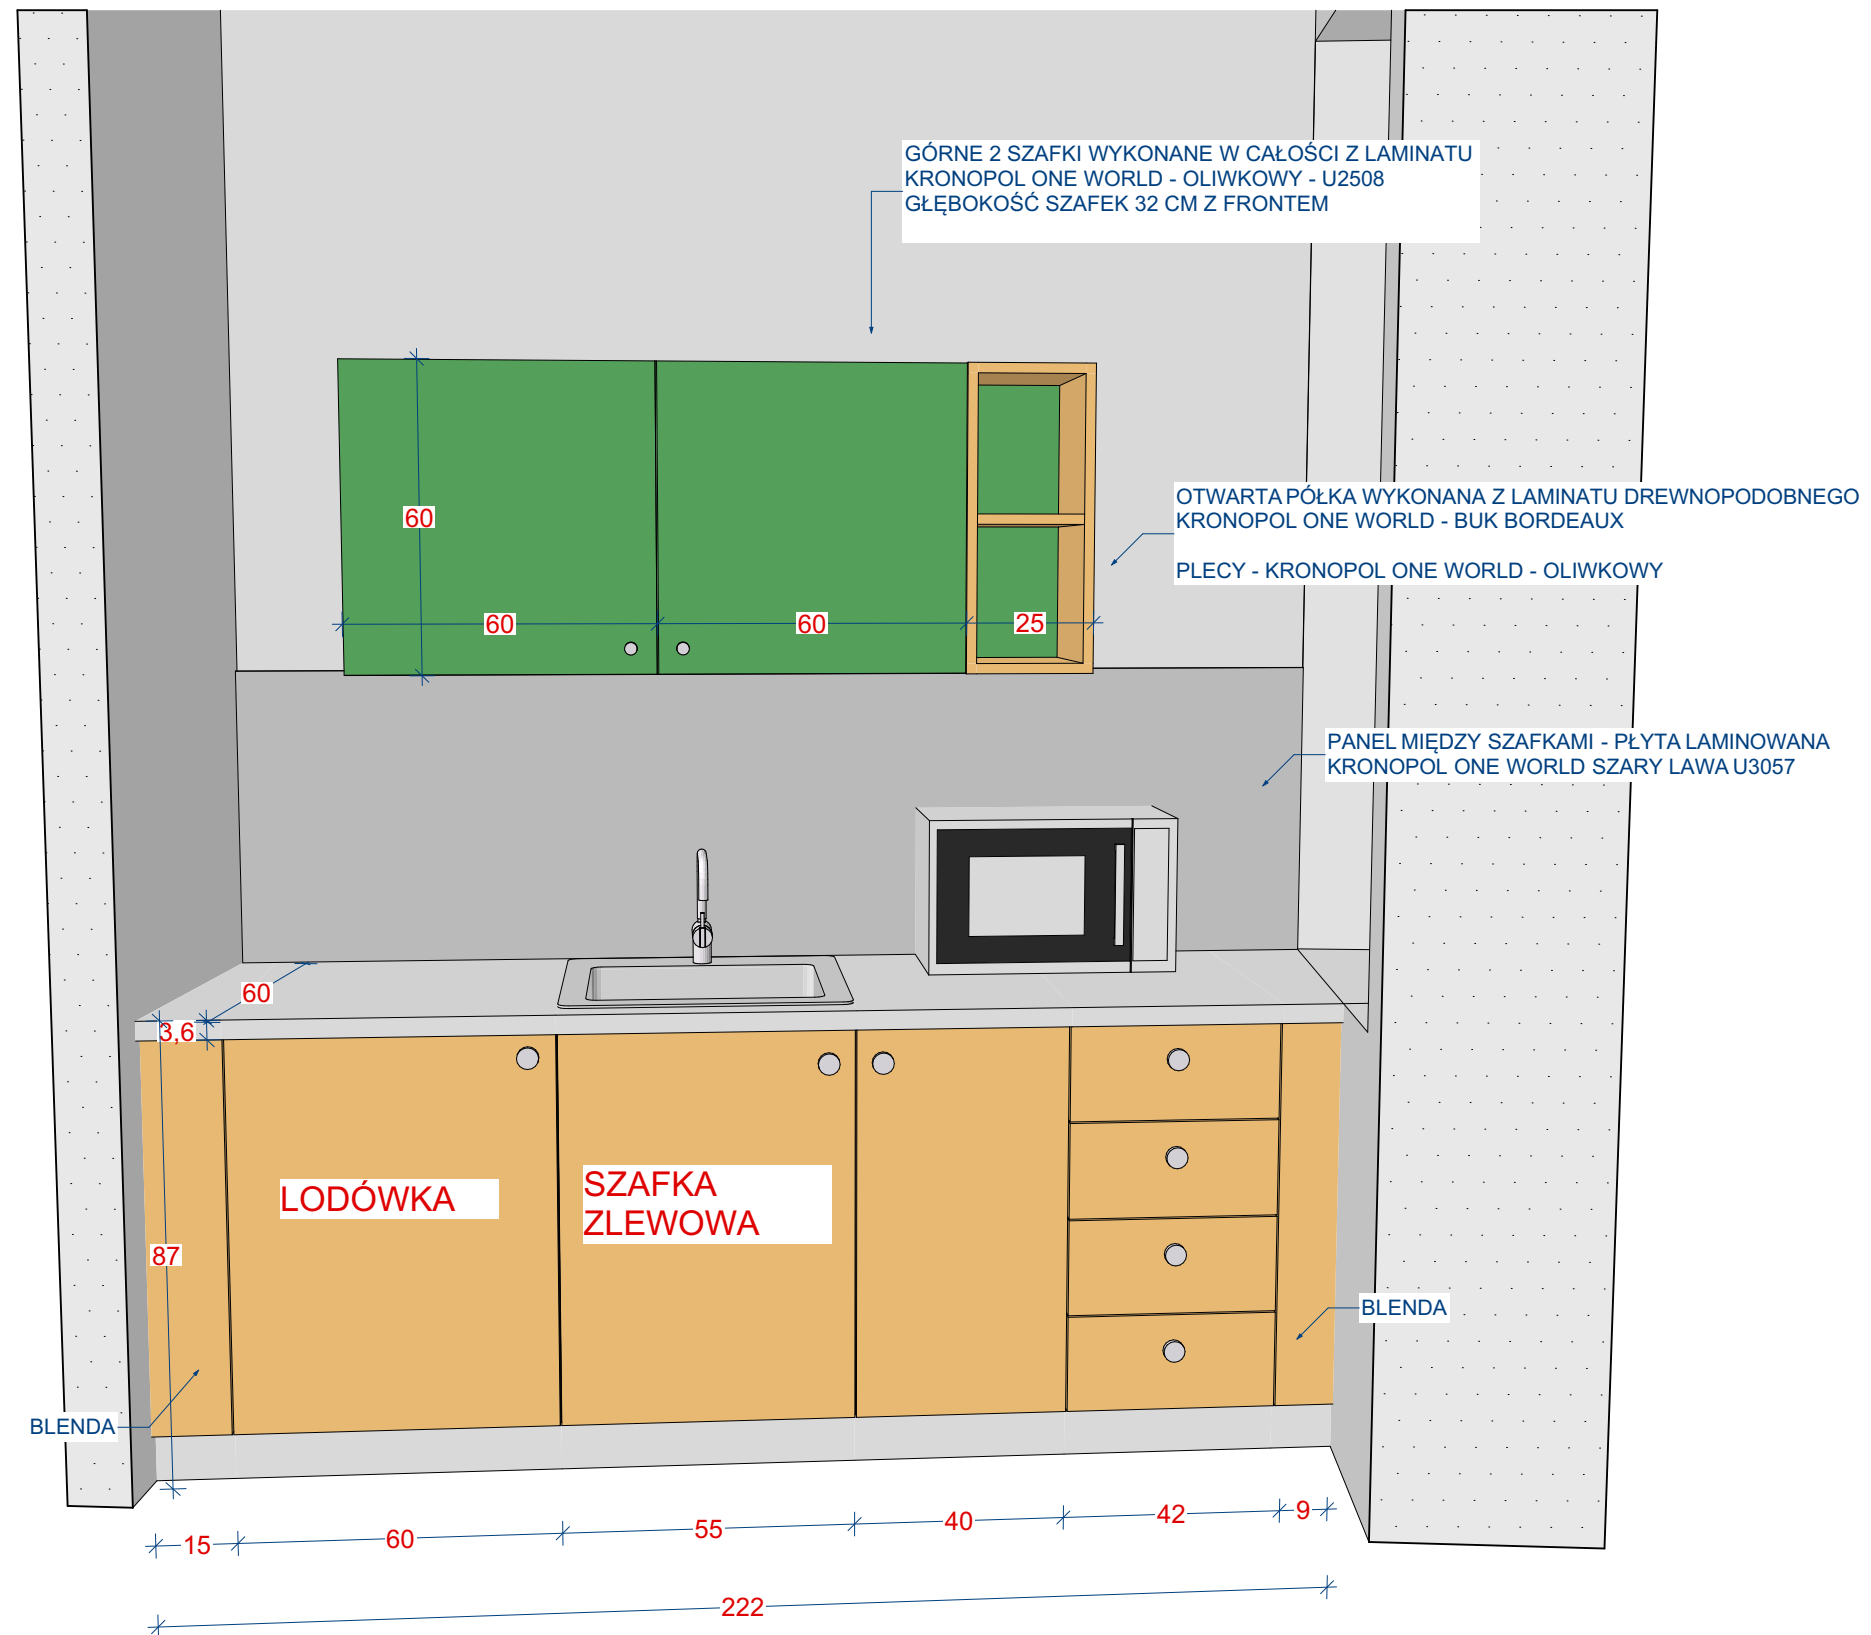 GÓRNE 2 SZAFKI WYKONANE W CAŁOŚCI Z LAMINATU
KRONOPOL ONE WORLD - OLIWKOWY - U2508
GŁĘBOKOŚĆ SZAFEK 32 CM Z FRONTEM
OTWARTA PÓŁKA WYKONANA Z LAMINATU DREWNOPODOBNEGO
KRONOPOL ONE WORLD - BUK BORDEAUX
PLECY - KRONOPOL ONE WORLD - OLIWKOWY
60
60
60
25
PANEL MIĘDZY SZAFKAMI - PŁYTA LAMINOWANA
KRONOPOL ONE WORLD SZARY LAWA U3057
60
3,6
LODÓWKA
SZAFKA
ZLEWOWA
87
BLENDA
BLENDA
15
60
55
40
42
9
222